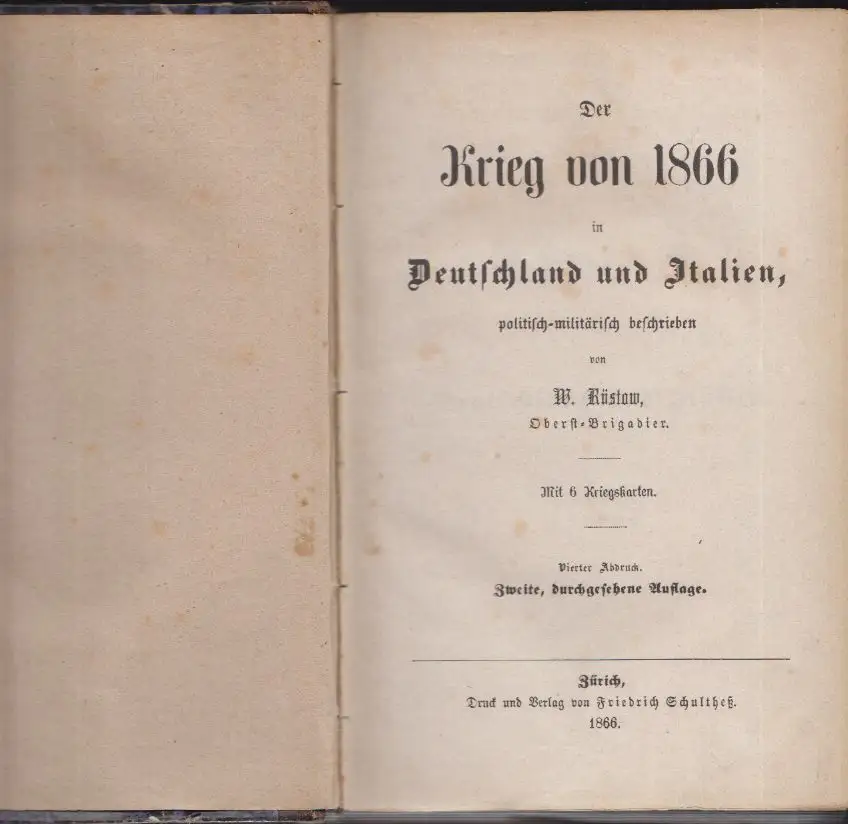 Der
Krieg von 1866
in
Deutſchland und Italien,
politiſch-militäriſch beſchrieben
von
W. Rüstow,
Oberſt-Brigadier.
Mit 6 Kriegskarten.
Vierter Abdruck.
Zweite, durchgeſehene Auflage.
Zürich,
Druck und Verlag von Friedrich Schultheß.
1866.